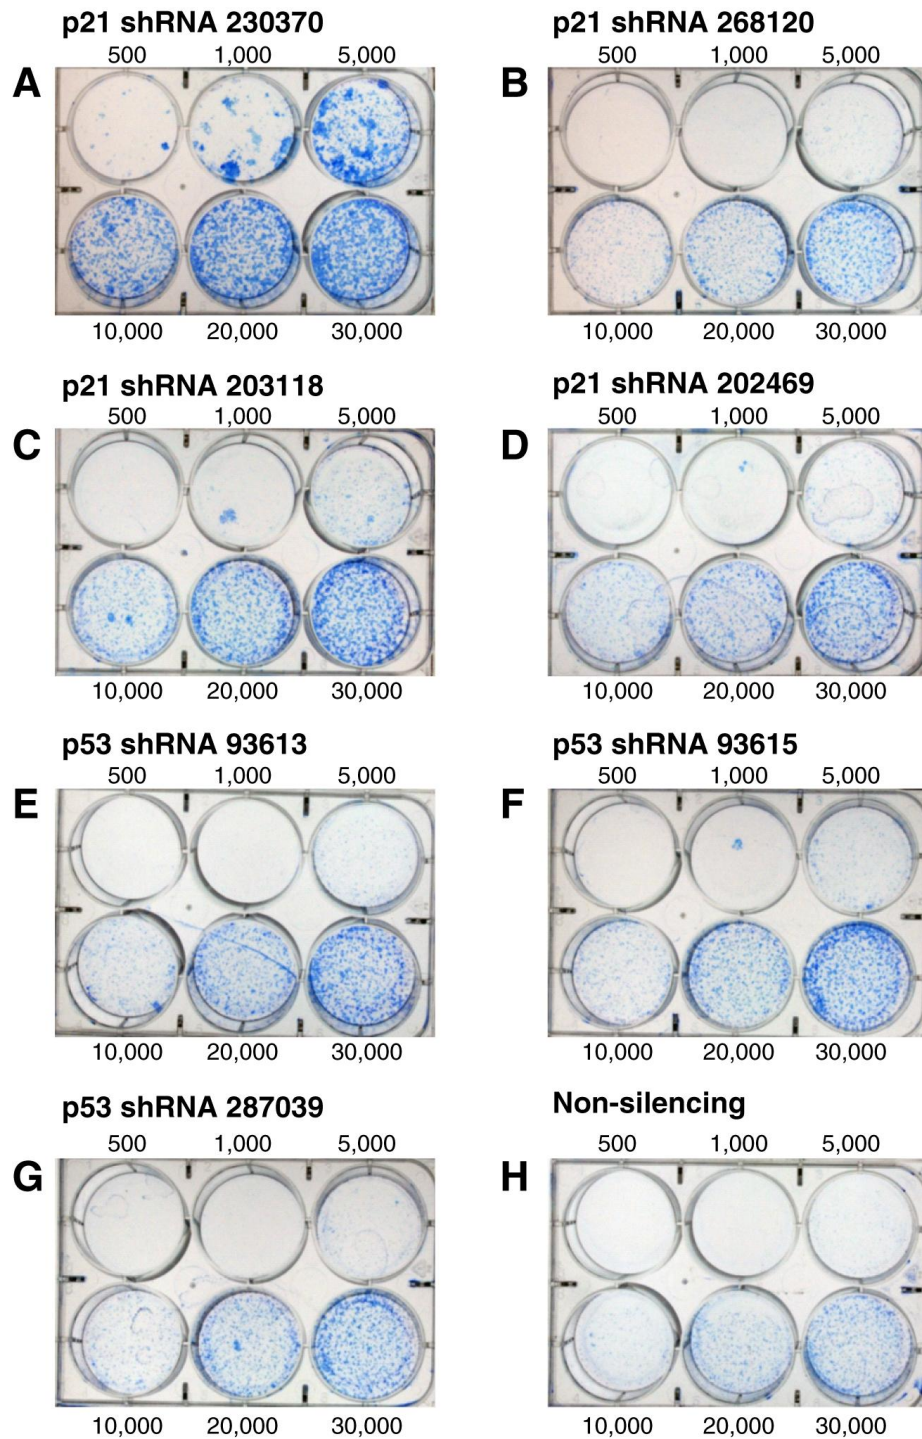 p21 shRNA 230370
500 1,000 5,000
A
10,000 20,000 30,000
p21 shRNA 268120
500 1,000 5,000
B
10,000 20,000 30,000
p21 shRNA 203118
500 1,000 5,000
C
10,000 20,000 30,000
p21 shRNA 202469
500 1,000 5,000
D
10,000 20,000 30,000
p53 shRNA 93613
500 1,000 5,000
E
10,000 20,000 30,000
p53 shRNA 93615
500 1,000 5,000
F
10,000 20,000 30,000
p53 shRNA 287039
500 1,000 5,000
G
10,000 20,000 30,000
Non-silencing
500 1,000 5,000
H
10,000 20,000 30,000